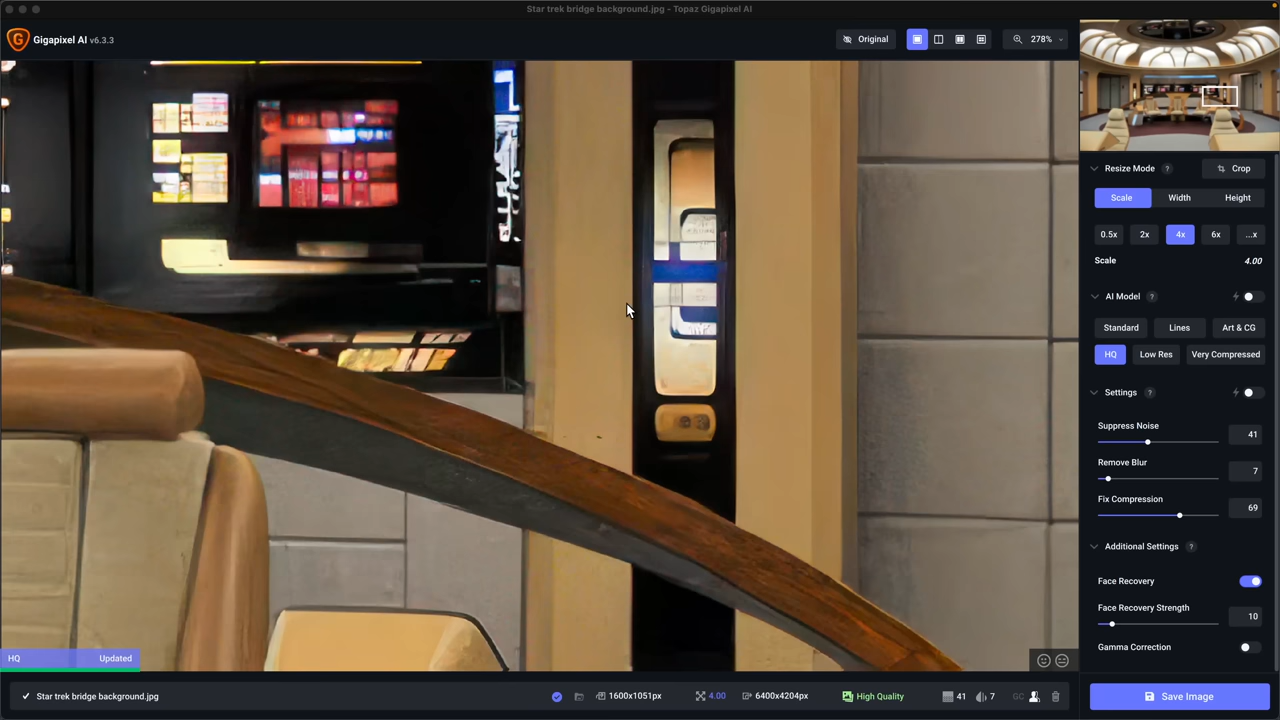 Star trek bridge background.jpg - Topaz Gigapixel AI
Gigapixel AI v6.3.3
Original
278%
Resize Mode ?
Crop
Scale Width Height
0.5x 2x 4x 6x ...x
Scale 4.00
AI Model ?
Standard Lines Art & CG
HQ Low Res Very Compressed
Settings ?
Suppress Noise 41
Remove Blur 7
Fix Compression 69
Additional Settings ?
Face Recovery
Face Recovery Strength 10
Gamma Correction
HQ Updated
Star trek bridge background.jpg
1600x1051px
4.00
6400x4204px
High Quality
41
7
GC
Save Image